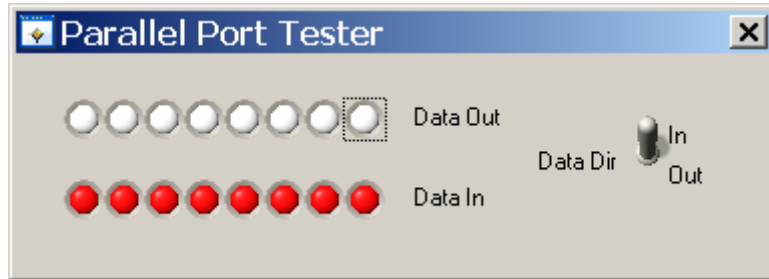 Parallel Port Tester
Data Out
In
Data Dir
Out
Data In